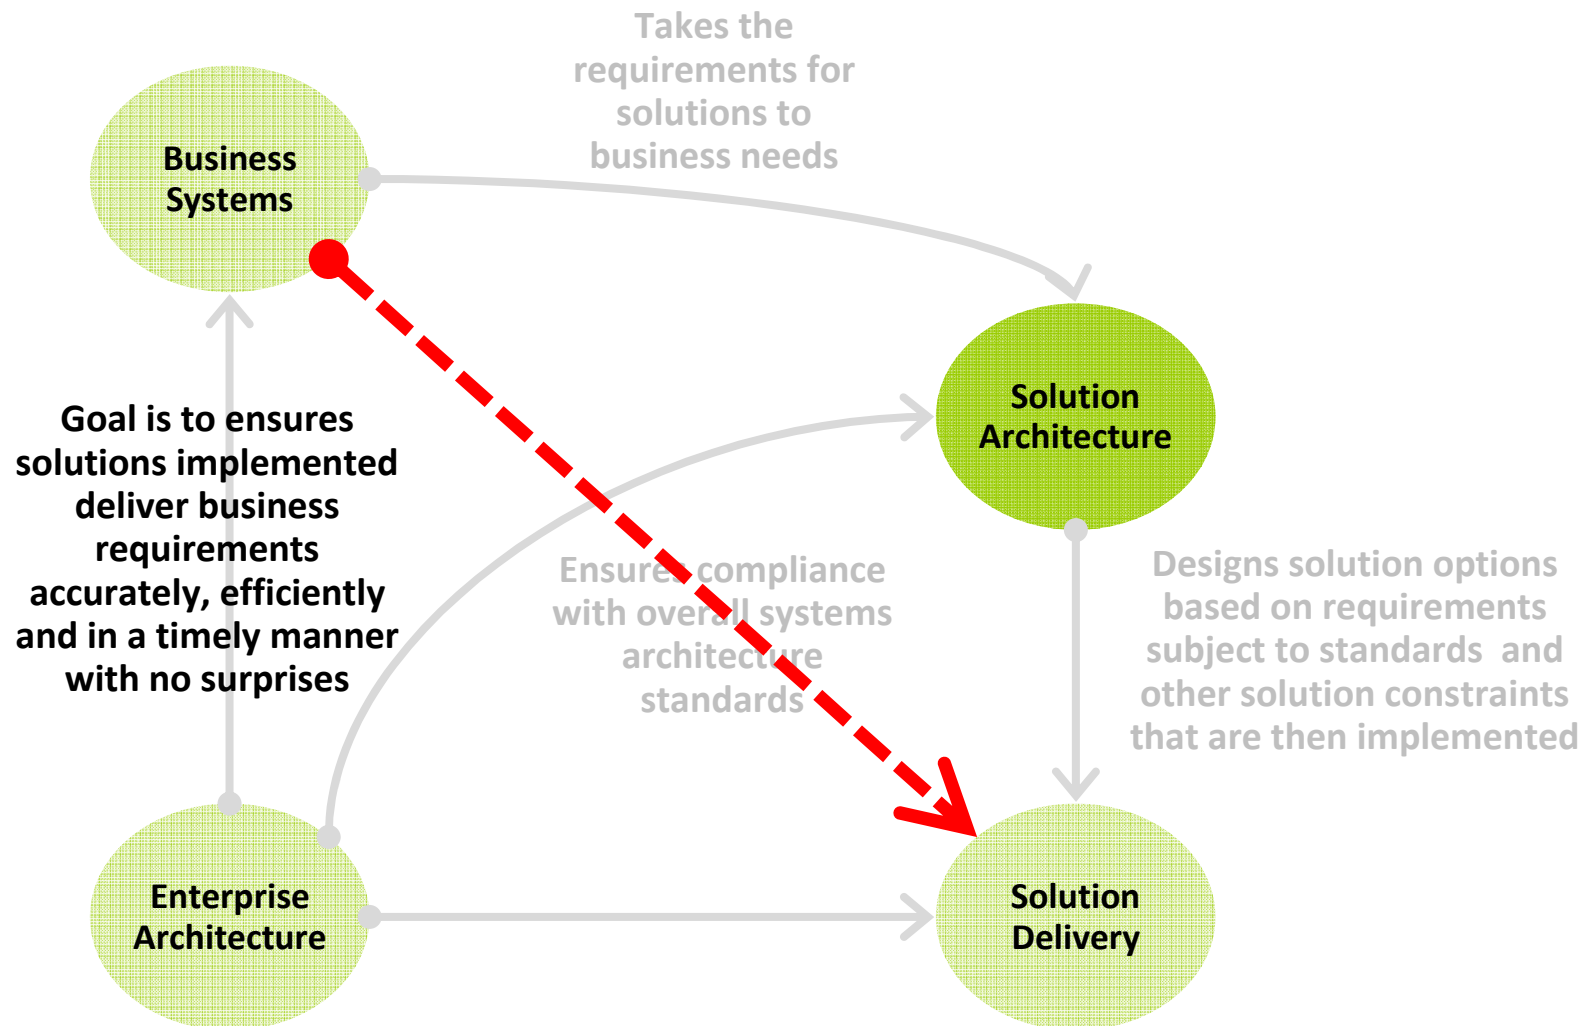 Takes the
requirements for
solutions to
business needs
Business
Systems
Solution
Architecture
Goal is to ensures
solutions implemented
deliver business
requirements
accurately, efficiently
and in a timely manner
with no surprises
Ensures compliance
with overall systems
architecture
standards
Designs solution options
based on requirements
subject to standards and
other solution constraints
that are then implemented
Enterprise
Architecture
Solution
Delivery